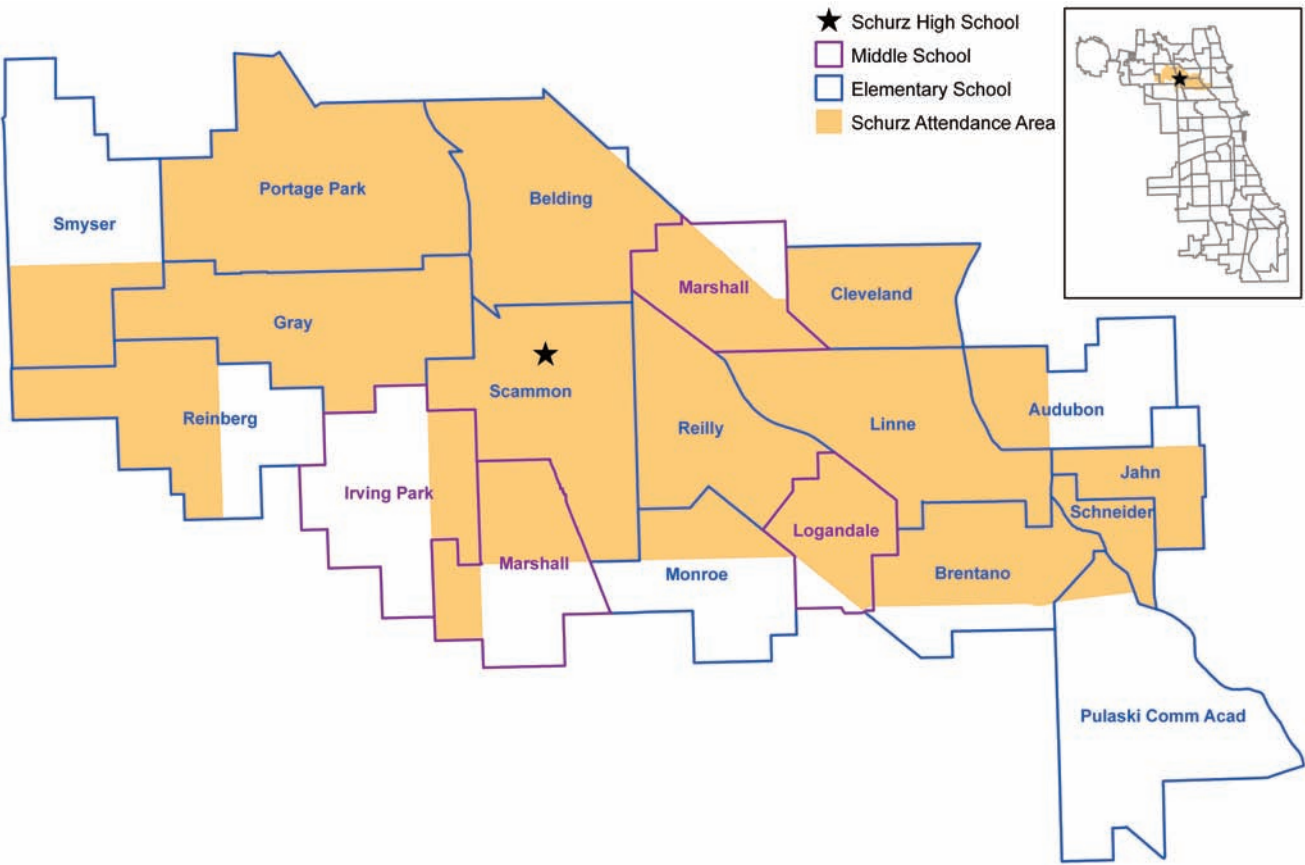 Schurz High School
Middle School
Elementary School
Schurz Attendance Area
Portage Park
Belding
Smyser
Marshall
Cleveland
Gray
Scammon
Reinberg
Audubon
Linne
Reilly
Jahn
Irving Park
Schneider
Logandale
Marshall
Monroe
Brentano
Pulaski Comm Acad